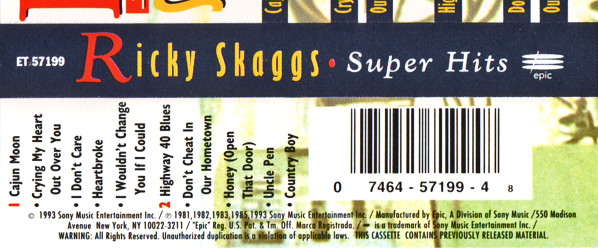 ET 57199
Ricky Skaggs • Super Hits
epic
1 Cajun Moon
• Crying My Heart
Out Over You
• I Don't Care
• Heartbroke
• I Wouldn't Change
You If I Could
2 Highway 40 Blues
• Don't Cheat In
Our Hometown
• Honey (Open
That Door)
• Uncle Pen
• Country Boy
0 7464-57199-4 8
© 1993 Sony Music Entertainment Inc. / ℗ 1981,1982,1983,1985,1993 Sony Music Entertainment Inc. / Manufactured by Epic, A Division of Sony Music /550 Madison
Avenue, New York, NY 10022-3211 / "Epic" Reg. U.S. Pat. & Tm. Off. Marca Registrada. / is a trademark of Sony Music Entertainment Inc./
WARNING: All Rights Reserved. Unauthorized duplication is a violation of applicable laws. THIS CASSETTE CONTAINS PREVIOUSLY RELEASED MATERIAL.